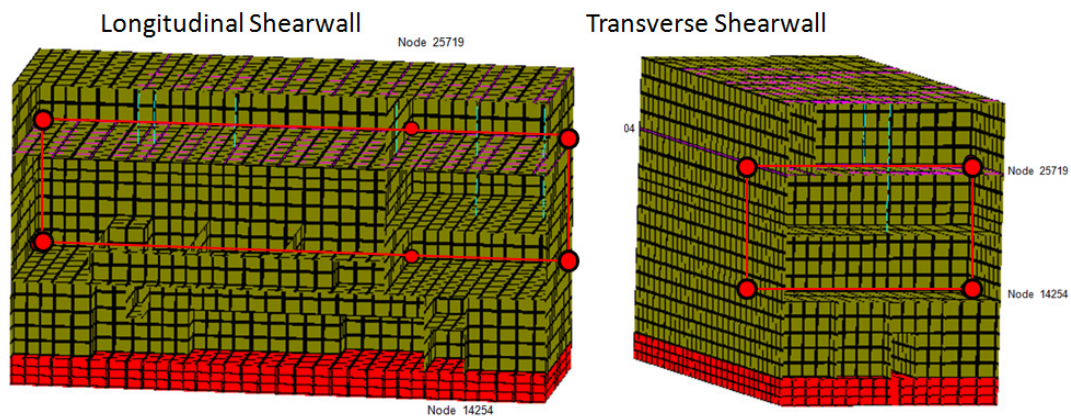 Longitudinal Shearwall
Transverse Shearwall
Node 25719
04
Node 25719
Node 14254
Node 14254